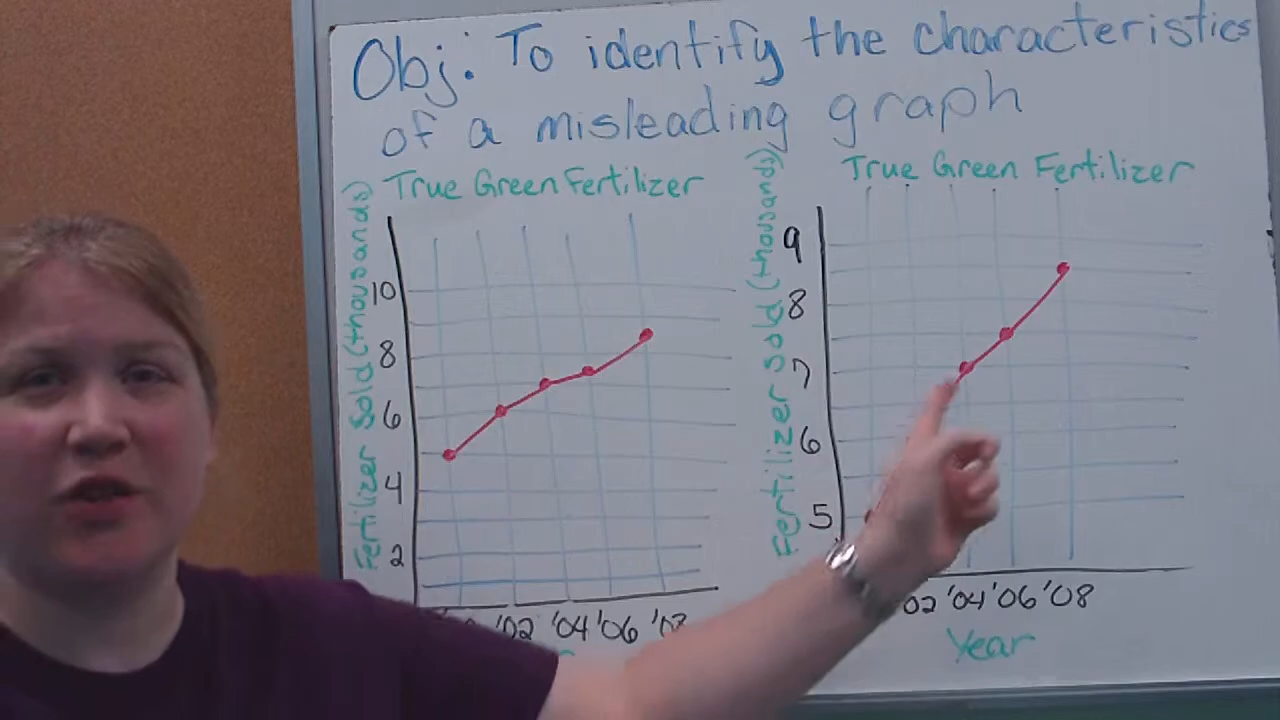 Obj: To identify the characteristics
of a misleading graph
True Green Fertilizer
Fertilizer Sold (thousands)
10
8
6
4
2
'02 '04 '06 '08
True Green Fertilizer
Fertilizer Sold (thousands)
9
8
7
6
5
02 '04 '06 '08
Year